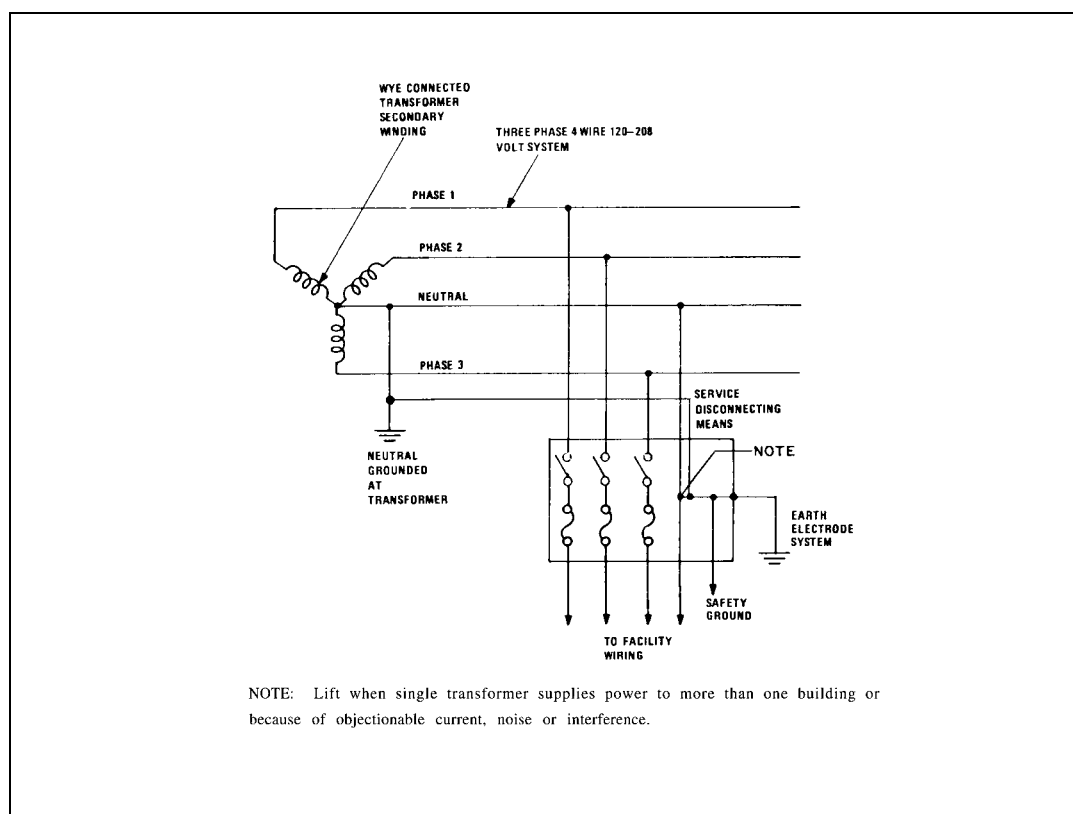 WYE CONNECTED
TRANSFORMER
SECONDARY
WINDING
THREE PHASE 4 WIRE 120–208
VOLT SYSTEM
PHASE 1
PHASE 2
NEUTRAL
PHASE 3
SERVICE
DISCONNECTING
MEANS
NOTE
NEUTRAL
GROUNDED
AT
TRANSFORMER
EARTH
ELECTRODE
SYSTEM
SAFETY
GROUND
TO FACILITY
WIRING
NOTE: Lift when single transformer supplies power to more than one building or
because of objectionable current, noise or interference.